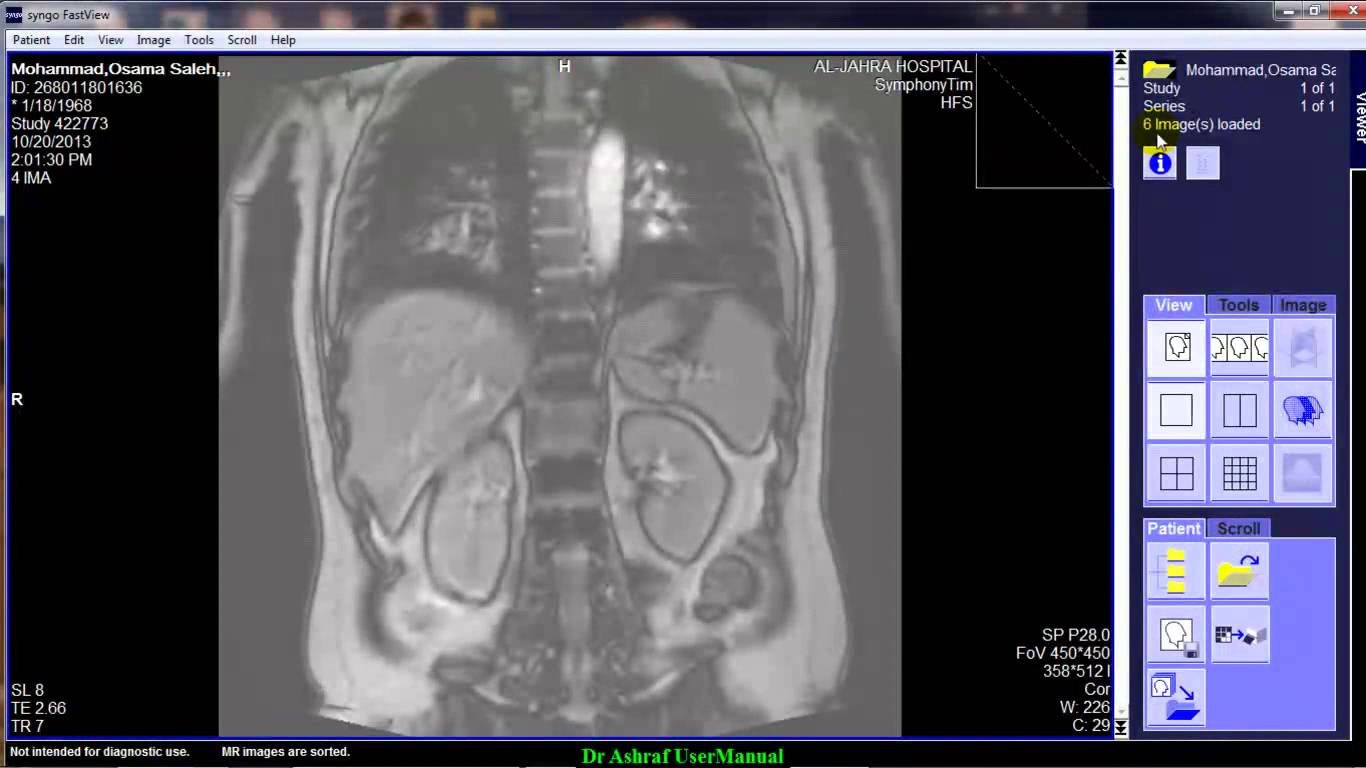 syngo FastView
Patient Edit View Image Tools Scroll Help
Mohammad,Osama Saleh,,,
ID: 268011801636
* 1/18/1968
Study 422773
10/20/2013
2:01:30 PM
4 IMA
H
AL-JAHRA HOSPITAL
SymphonyTim
HFS
R
SL 8
TE 2.66
TR 7
SP P28.0
FoV 450*450
358*512 I
Cor
W: 226
C: 29
Mohammad,Osama Sa
Study 1 of 1
Series 1 of 1
6 Image(s) loaded
Viewer
View Tools Image
Patient Scroll
Not intended for diagnostic use. MR images are sorted.
Dr Ashraf UserManual